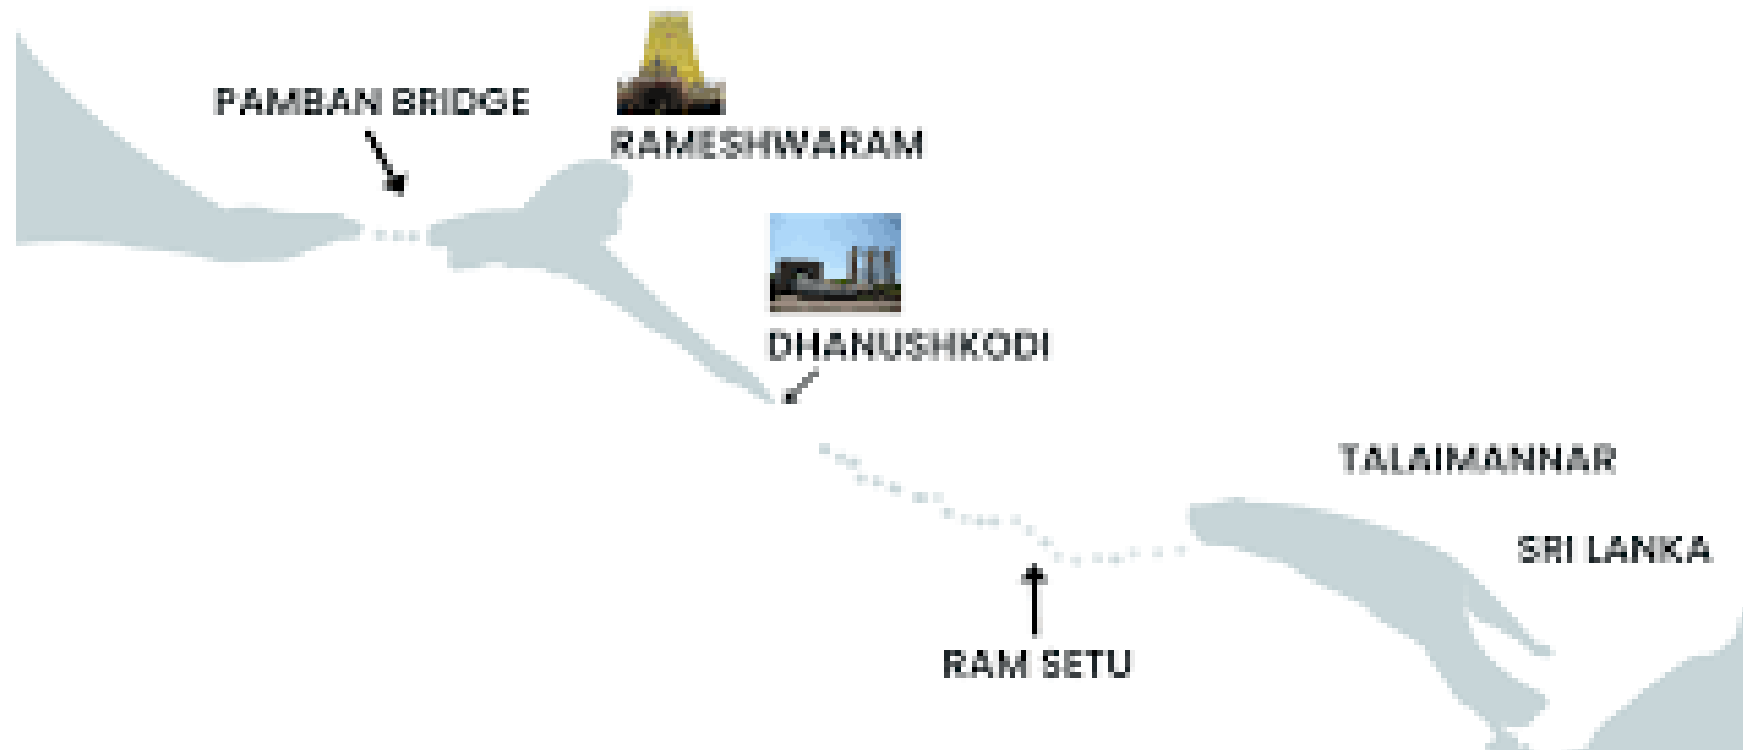 PAMBAN BRIDGE
RAMESHWARAM
DHANUSHKODI
TALAIMANNAR
SRI LANKA
RAM SETU